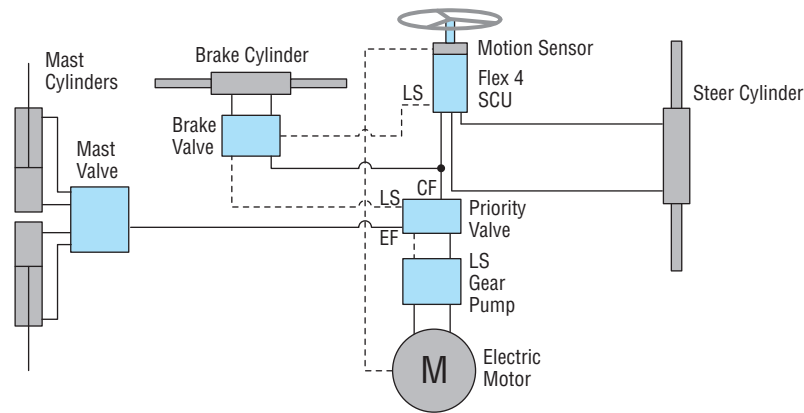 Motion Sensor
Brake Cylinder
Mast
Cylinders
Flex 4
SCU
LS
Steer Cylinder
Brake
Valve
Mast
Valve
CF
LS
Priority
Valve
EF
LS
Gear
Pump
M
Electric
Motor